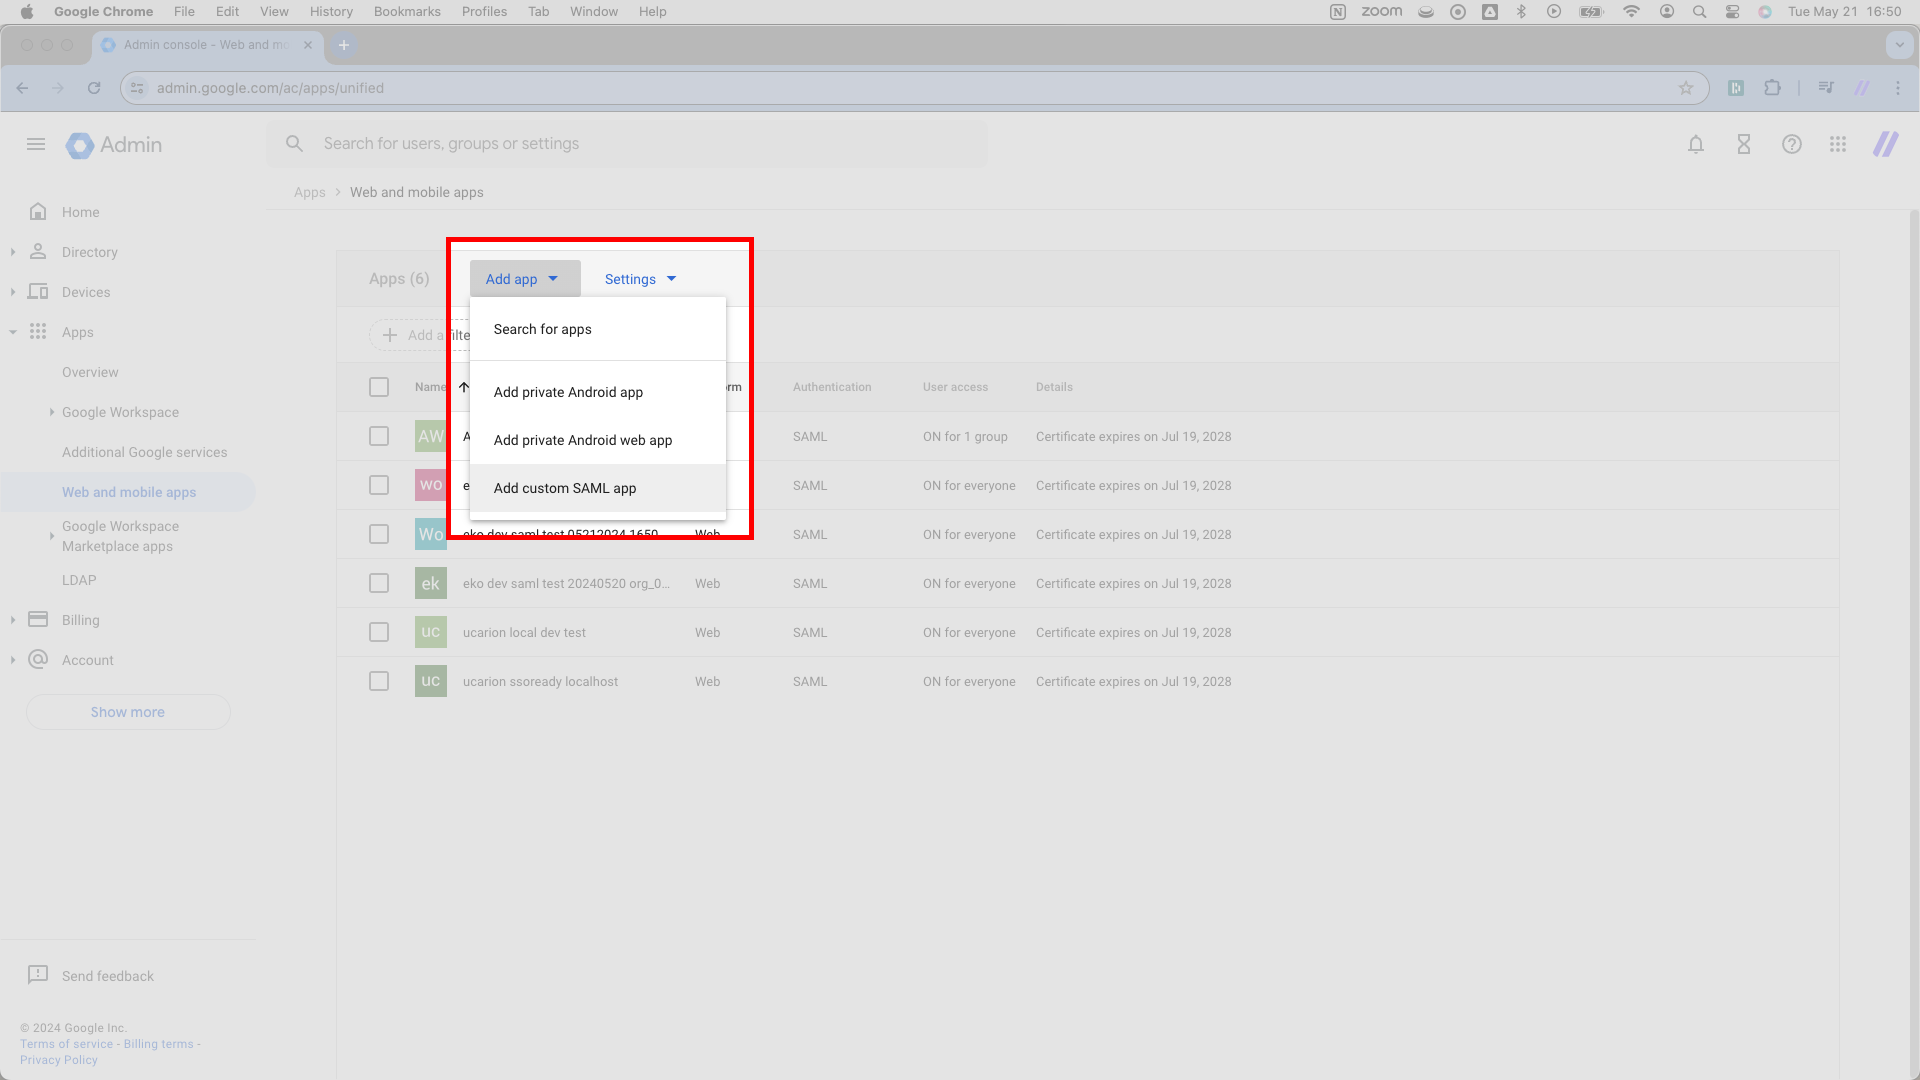 Google Chrome File Edit View History Bookmarks Profiles Tab Window Help zoom Tue May 21 16:50
Admin console - Web and mo
admin.google.com/ac/apps/unified
Admin
Search for users, groups or settings
Apps > Web and mobile apps
Home
Directory
Devices
Apps
Overview
Google Workspace
Additional Google services
Web and mobile apps
Google Workspace
Marketplace apps
LDAP
Billing
Account
Show more
Send feedback
© 2024 Google Inc.
Terms of service - Billing terms -
Privacy Policy
Apps (6) Add app Settings
Search for apps
Add private Android app
Add private Android web app
Add custom SAML app
Add a filte
Name rm Authentication User access Details
AW A SAML ON for 1 group Certificate expires on Jul 19, 2028
wo e SAML ON for everyone Certificate expires on Jul 19, 2028
Wo eko dev saml test 05212024 1650 Web SAML ON for everyone Certificate expires on Jul 19, 2028
ek eko dev saml test 20240520 org_0... Web SAML ON for everyone Certificate expires on Jul 19, 2028
uc ucarion local dev test Web SAML ON for everyone Certificate expires on Jul 19, 2028
uc ucarion ssoready localhost Web SAML ON for everyone Certificate expires on Jul 19, 2028